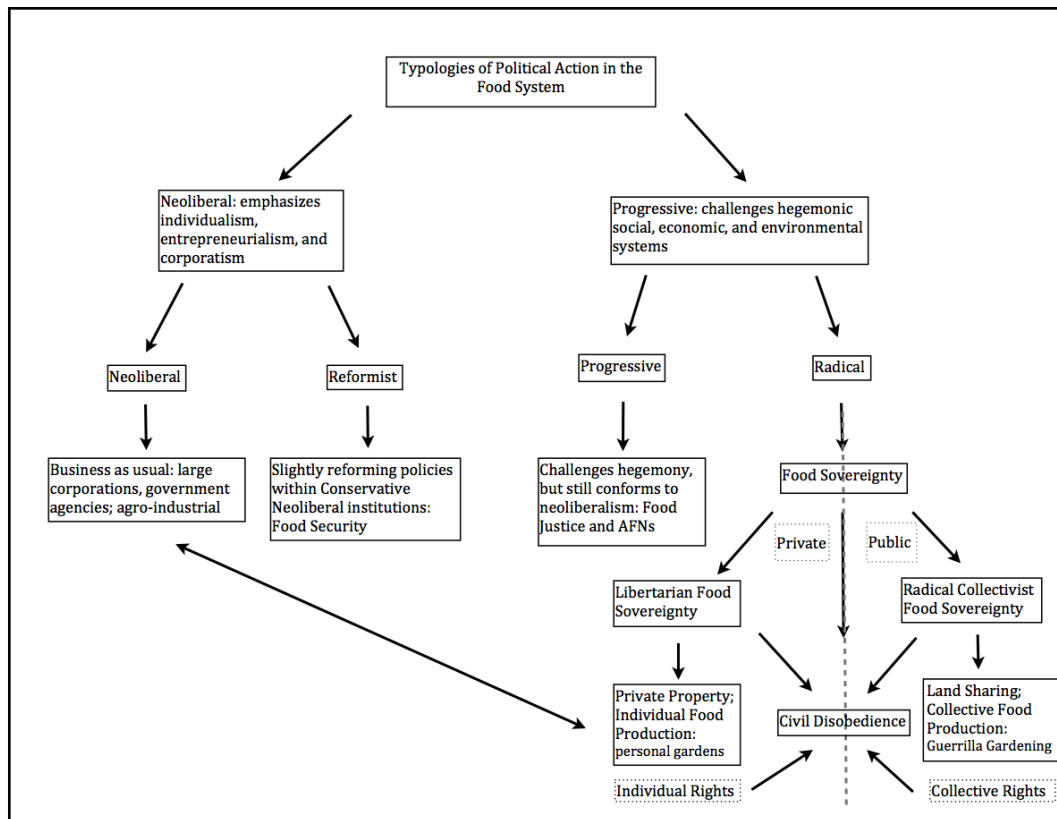 Typologies of Political Action in the
Food System
Neoliberal: emphasizes
individualism,
entrepreneurialism, and
corporatism
Progressive: challenges hegemonic
social, economic, and environmental
systems
Neoliberal
Reformist
Progressive
Radical
Business as usual: large
corporations, government
agencies; agro-industrial
Slightly reforming policies
within Conservative
Neoliberal institutions:
Food Security
Challenges hegemony,
but still conforms to
neoliberalism: Food
Justice and AFNs
Food Sovereignty
Private
Public
Libertarian Food
Sovereignty
Radical Collectivist
Food Sovereignty
Private Property;
Individual Food
Production:
personal gardens
Civil Disobedience
Land Sharing;
Collective Food
Production:
Guerrilla Gardening
Individual Rights
Collective Rights